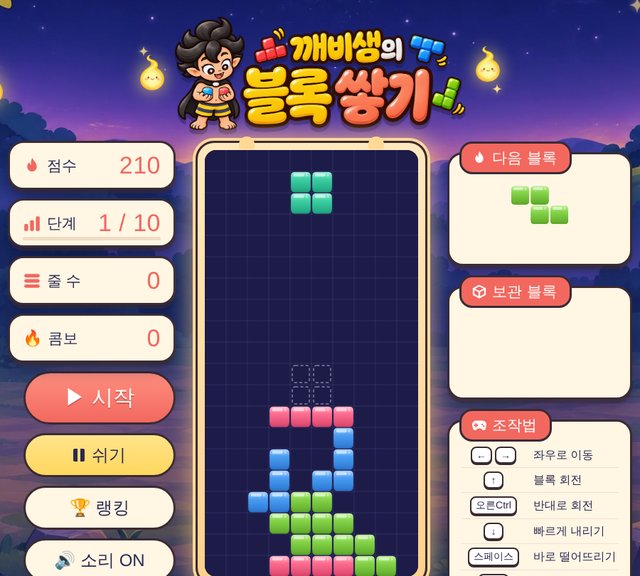 깨비샘의
블록 쌓기
점수 210
단계 1 / 10
줄 수 0
콤보 0
시작
쉬기
랭킹
소리 ON
다음 블록
보관 블록
조작법
← → 좌우로 이동
↑ 블록 회전
오른Ctrl 반대로 회전
↓ 빠르게 내리기
스페이스 바로 떨어뜨리기